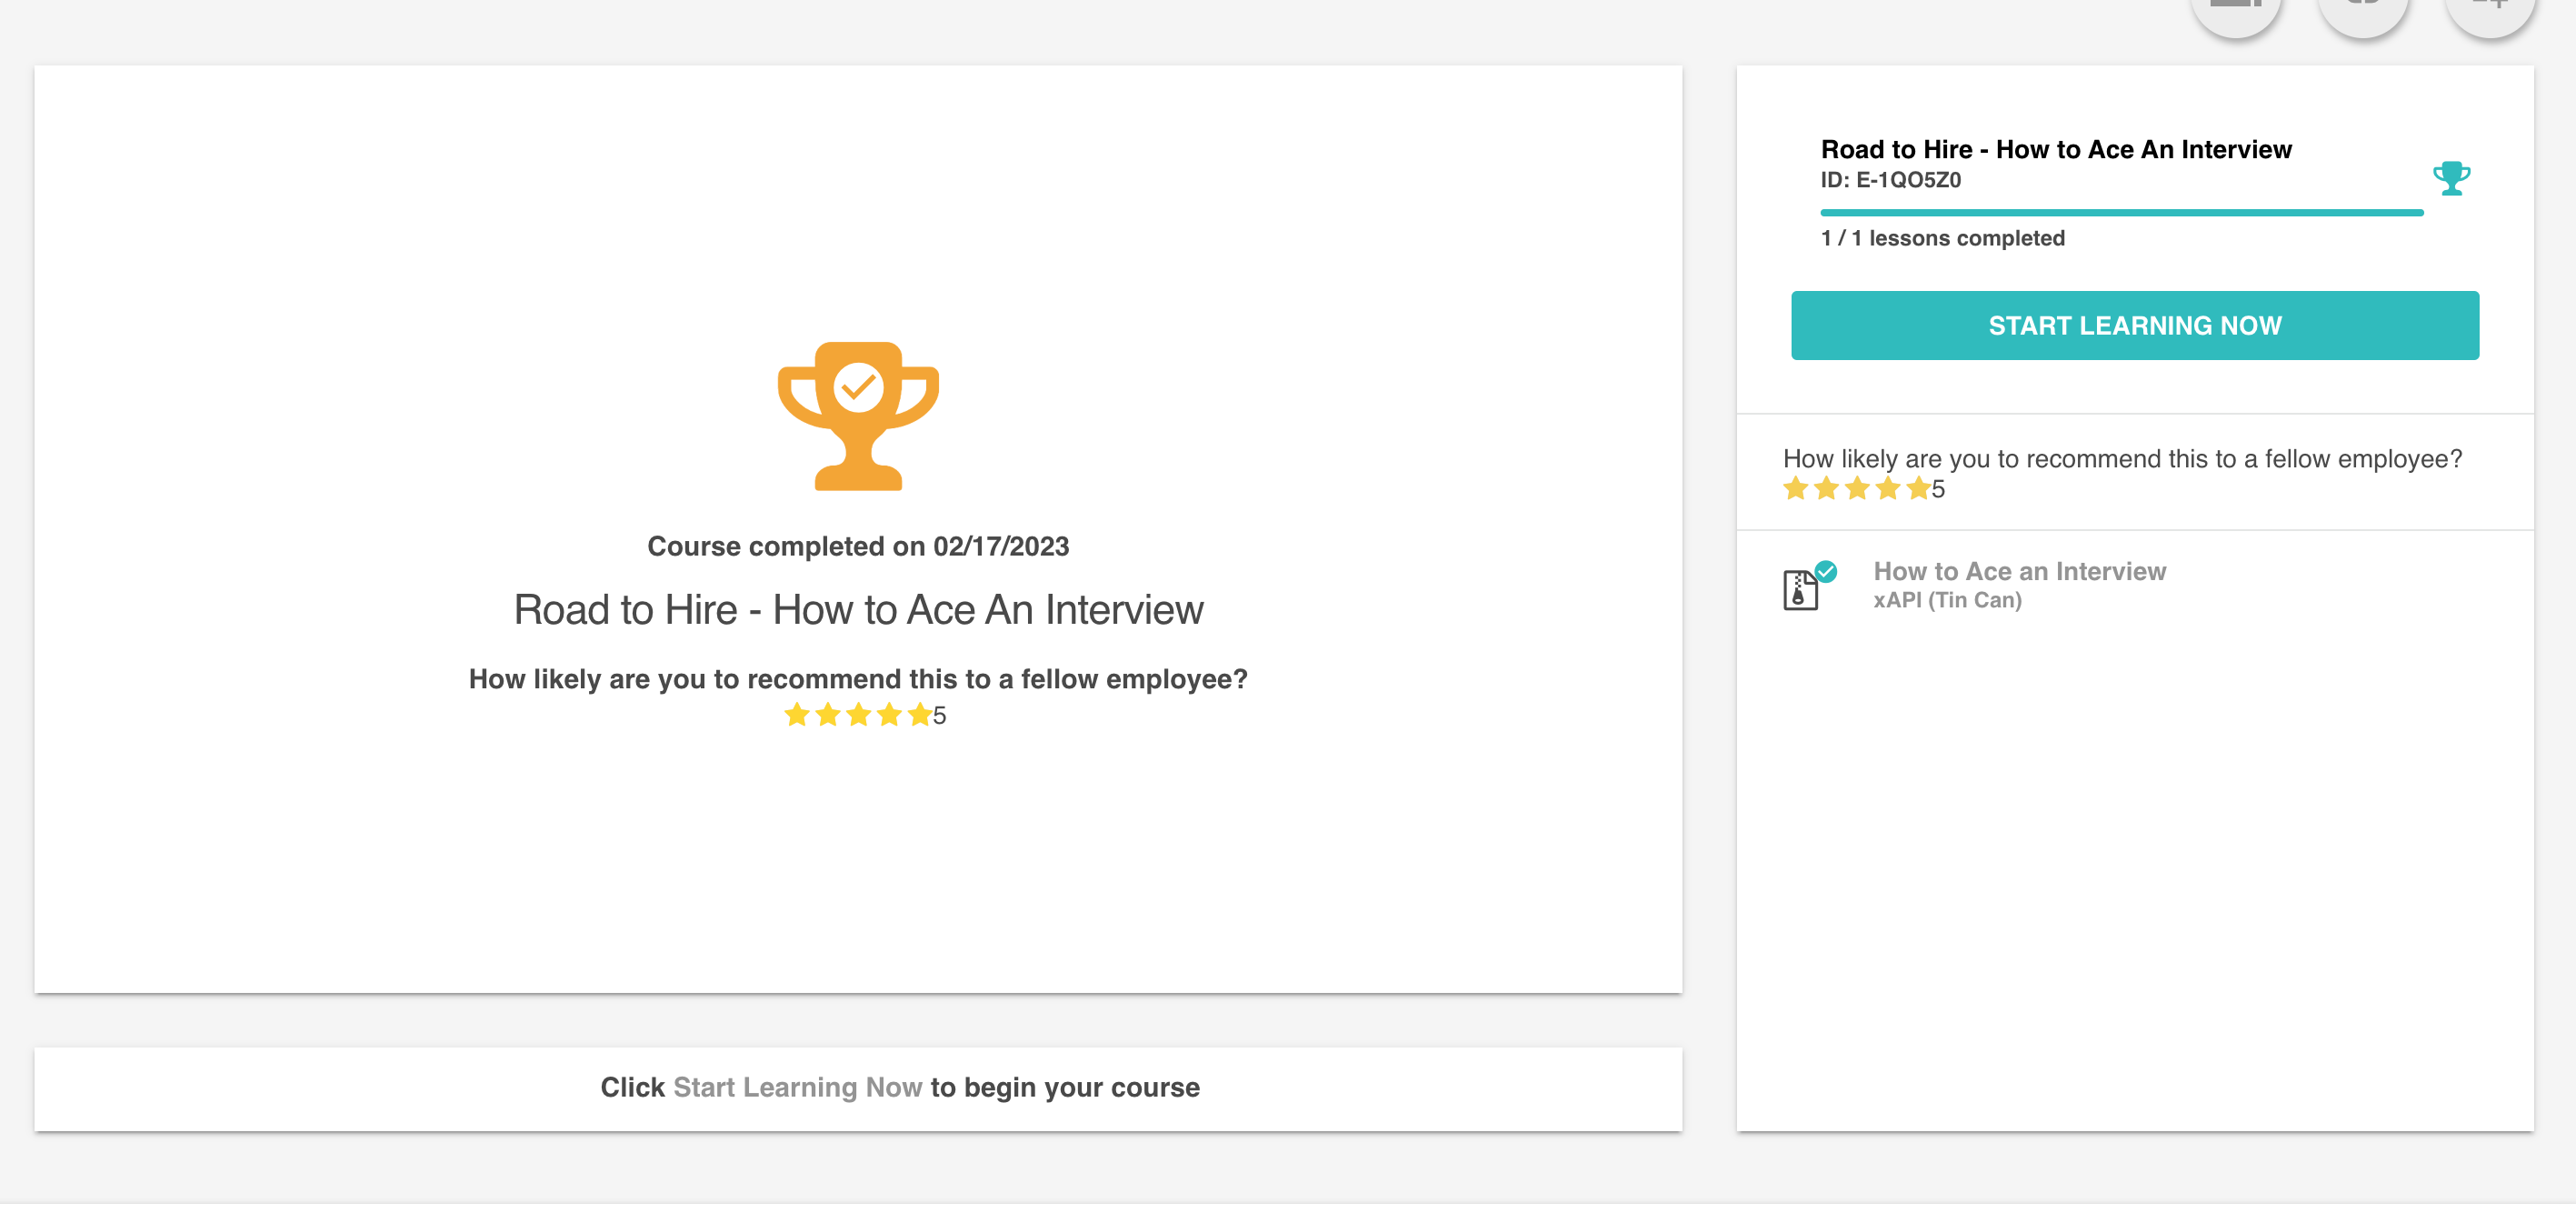 Course completed on 02/17/2023
Road to Hire - How to Ace An Interview
How likely are you to recommend this to a fellow employee?
5
Click Start Learning Now to begin your course
Road to Hire - How to Ace An Interview
ID: E-1QO5Z0
1 / 1 lessons completed
START LEARNING NOW
How likely are you to recommend this to a fellow employee?
5
How to Ace an Interview
xAPI (Tin Can)